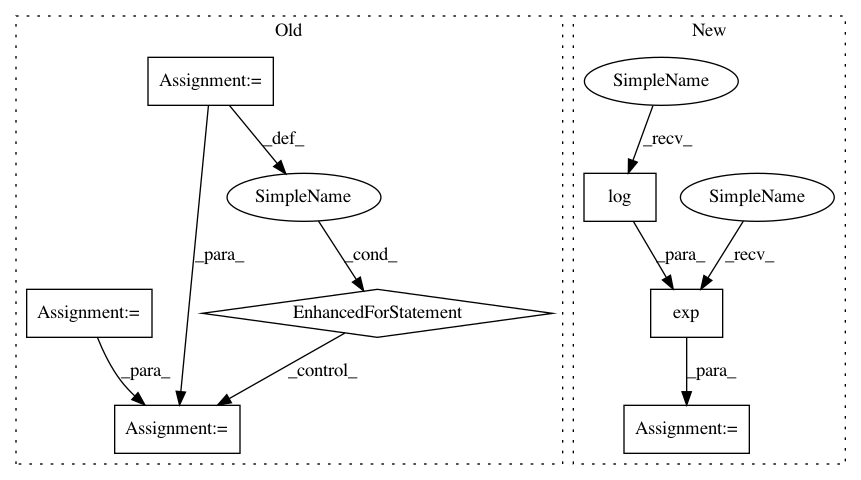 Old
New
Assignment:=
SimpleName
_def_
_recv_
SimpleName
log
SimpleName
_para_
_cond_
_para_
_recv_
Assignment:=
EnhancedForStatement
exp
_para_
_control_
_para_
Assignment:=
Assignment:=